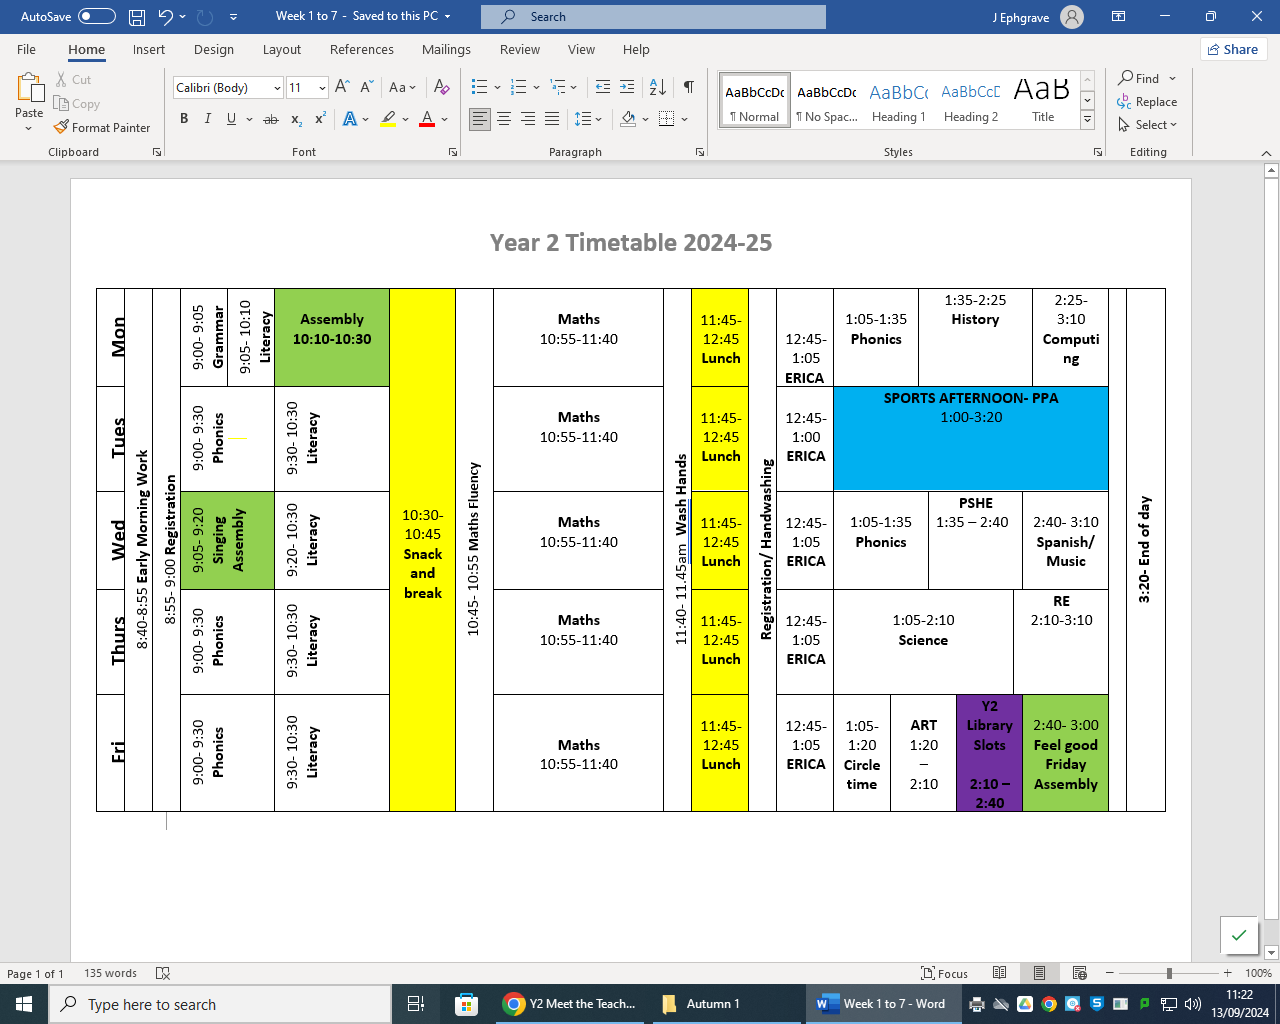 AutoSave
Week 1 to 7 - Saved to this PC
Search
J Ephgrave
File Home Insert Design Layout References Mailings Review View Help
Share
Paste
Cut
Copy
Format Painter
Clipboard
Calibri (Body) 11
Font
Paragraph
AaBbCcDc AaBbCcDc AaBbCc AaBbCcD AaB
¶ Normal ¶ No Spac... Heading 1 Heading 2 Title
Styles
Find
Replace
Select
Editing
Year 2 Timetable 2024-25
Mon
Tues
Wed
Thurs
Fri
8:40-8:55 Early Morning Work
8:55- 9:00 Registration
9:00- 9:05
Grammar
9:05- 10:10
Literacy
Assembly
10:10-10:30
9:00- 9:30
Phonics
9:30- 10:30
Literacy
9:05- 9:20
Singing
Assembly
9:20- 10:30
Literacy
9:00- 9:30
Phonics
9:30- 10:30
Literacy
9:00- 9:30
Phonics
9:30- 10:30
Literacy
10:30-
10:45
Snack
and
break
10:45- 10:55 Maths Fluency
Maths
10:55-11:40
Maths
10:55-11:40
Maths
10:55-11:40
Maths
10:55-11:40
Maths
10:55-11:40
11:40- 11.45am Wash Hands
11:45-
12:45
Lunch
11:45-
12:45
Lunch
11:45-
12:45
Lunch
11:45-
12:45
Lunch
11:45-
12:45
Lunch
Registration/ Handwashing
12:45-
1:05
ERICA
12:45-
1:00
ERICA
12:45-
1:05
ERICA
12:45-
1:05
ERICA
12:45-
1:05
ERICA
1:05-1:35
Phonics
1:35-2:25
History
2:25-
3:10
Computi
ng
SPORTS AFTERNOON- PPA
1:00-3:20
1:05-1:35
Phonics
PSHE
1:35 – 2:40
2:40- 3:10
Spanish/
Music
1:05-2:10
Science
RE
2:10-3:10
1:05-
1:20
Circle
time
ART
1:20
–
2:10
Y2
Library
Slots
2:10 –
2:40
2:40- 3:00
Feel good
Friday
Assembly
3:20- End of day
Page 1 of 1 135 words
Focus
100%
Type here to search
Y2 Meet the Teach...
Autumn 1
Week 1 to 7 - Word
11:22
13/09/2024